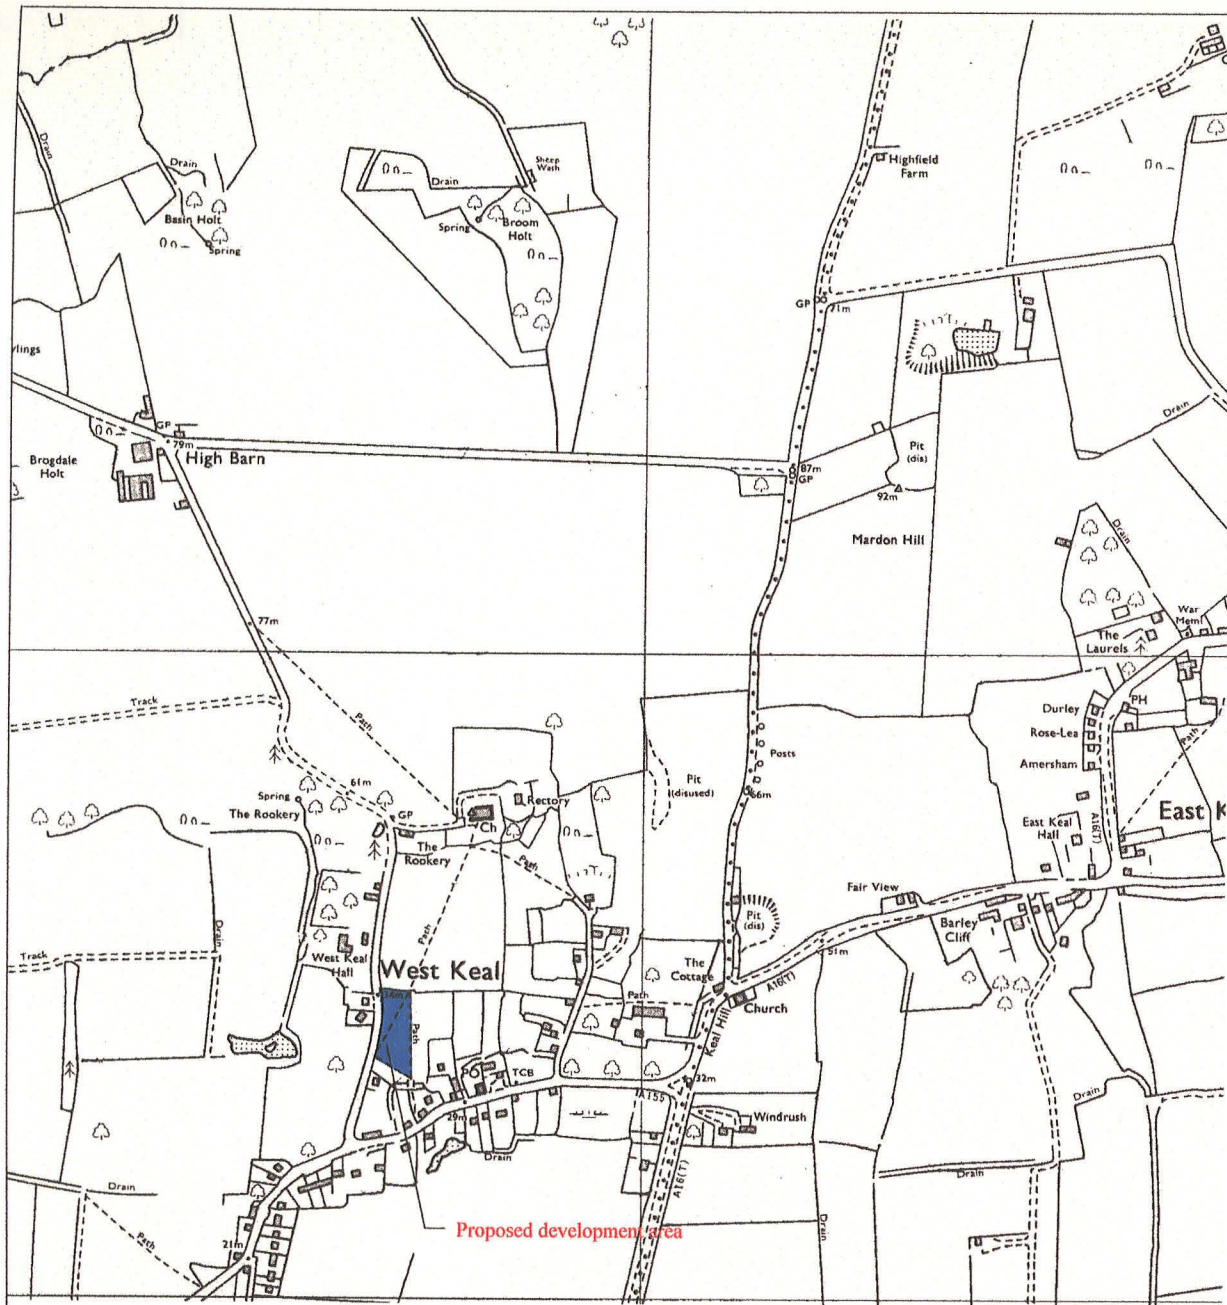 Drain
Drain
Basin Holt
Spring
Drain
Sheep
Wash
Spring
Broom
Holt
Highfield
Farm
GP
71m
Drain
GP
79m
High Barn
Brogdale
Holt
87m
GP
Pit
(dis)
92m
Mardon Hill
Drain
77m
War
Meml
The
Laurels
Track
Path
Durley
PH
Rose-Lea
Amersham
Path
Posts
Pit
(disused)
66m
61m
Spring
The Rookery
GP
Rectory
Ch
The
Rookery
Path
East K
East Keal
Hall
A16(T)
Fair View
Pit
(dis)
Barley
Cliff
Path
Drain
Track
West Keal
Hall
West Keal
The
Cottage
51m
A16(T)
Church
Path
Keal Hill
Path
PO
TCB
32m
A155
29m
Windrush
Drain
Drain
Drain
Drain
A16(T)
Path
21m
Drain
Proposed development area